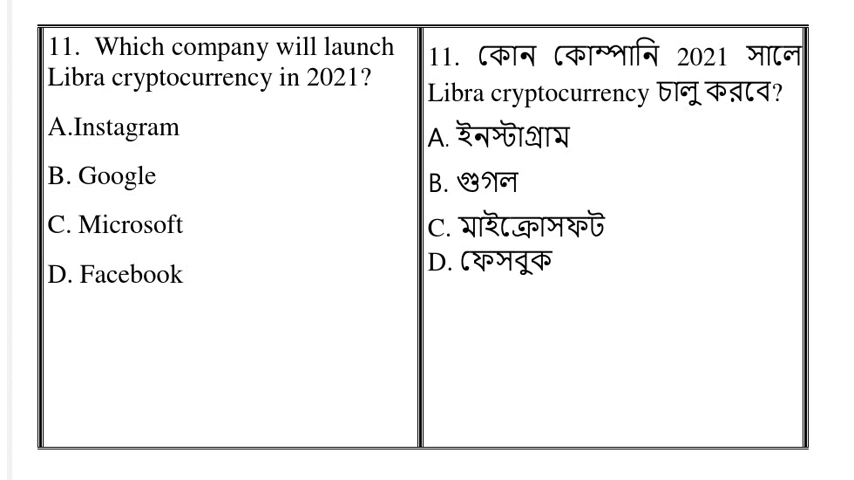 11. Which company will launch
Libra cryptocurrency in 2021?
A.Instagram
B. Google
C. Microsoft
D. Facebook
11. কোন কোম্পানি 2021 সালে
Libra cryptocurrency চালু করবে?
A. ইনস্টাগ্রাম
B. গুগল
C. মাইক্রোসফট
D. ফেসবুক